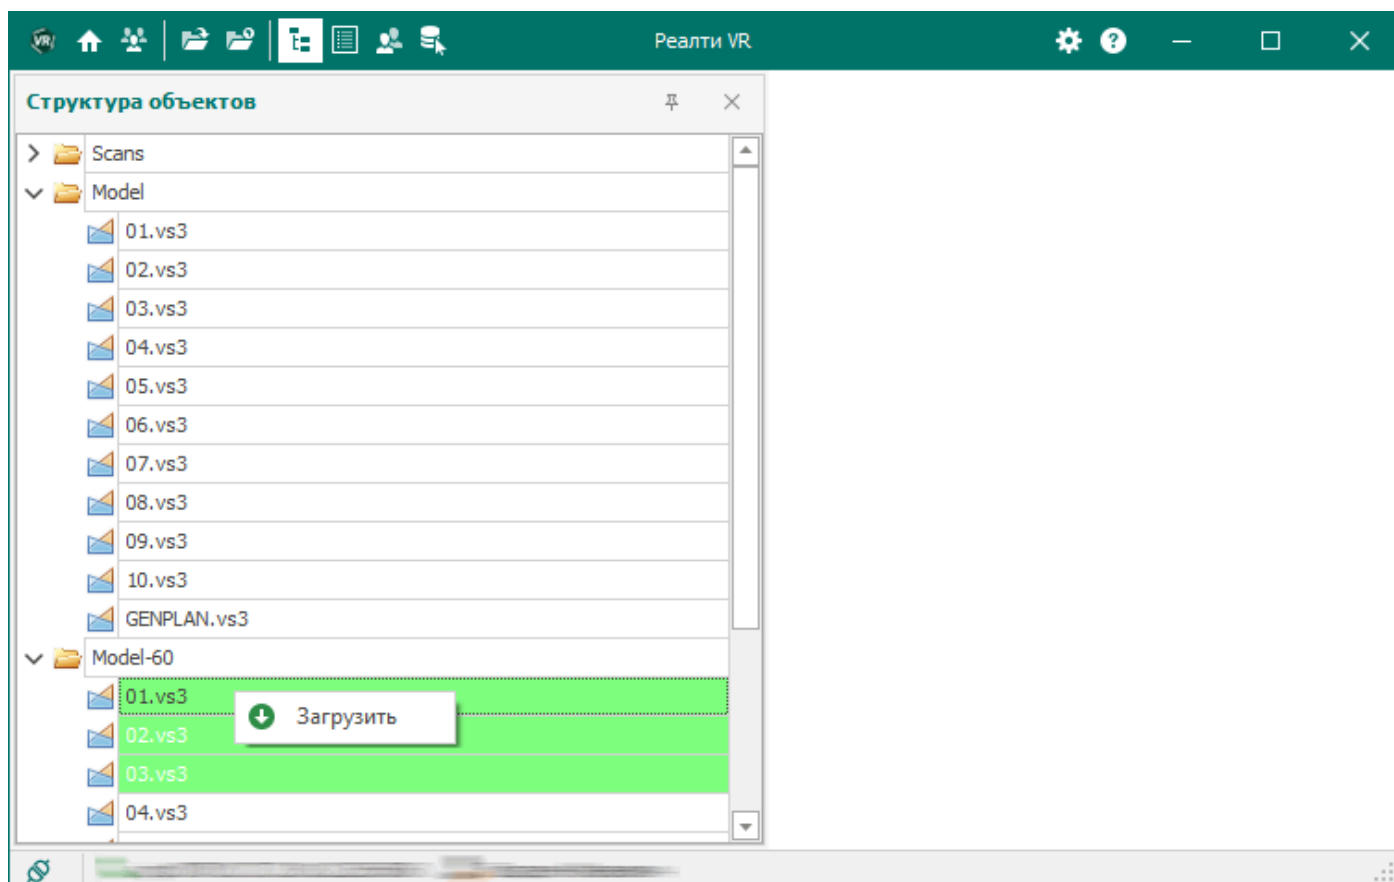 VR
Реалти VR
Структура объектов
Scans
Model
01.vs3
02.vs3
03.vs3
04.vs3
05.vs3
06.vs3
07.vs3
08.vs3
09.vs3
10.vs3
GENPLAN.vs3
Model-60
01.vs3
Загрузить
02.vs3
03.vs3
04.vs3